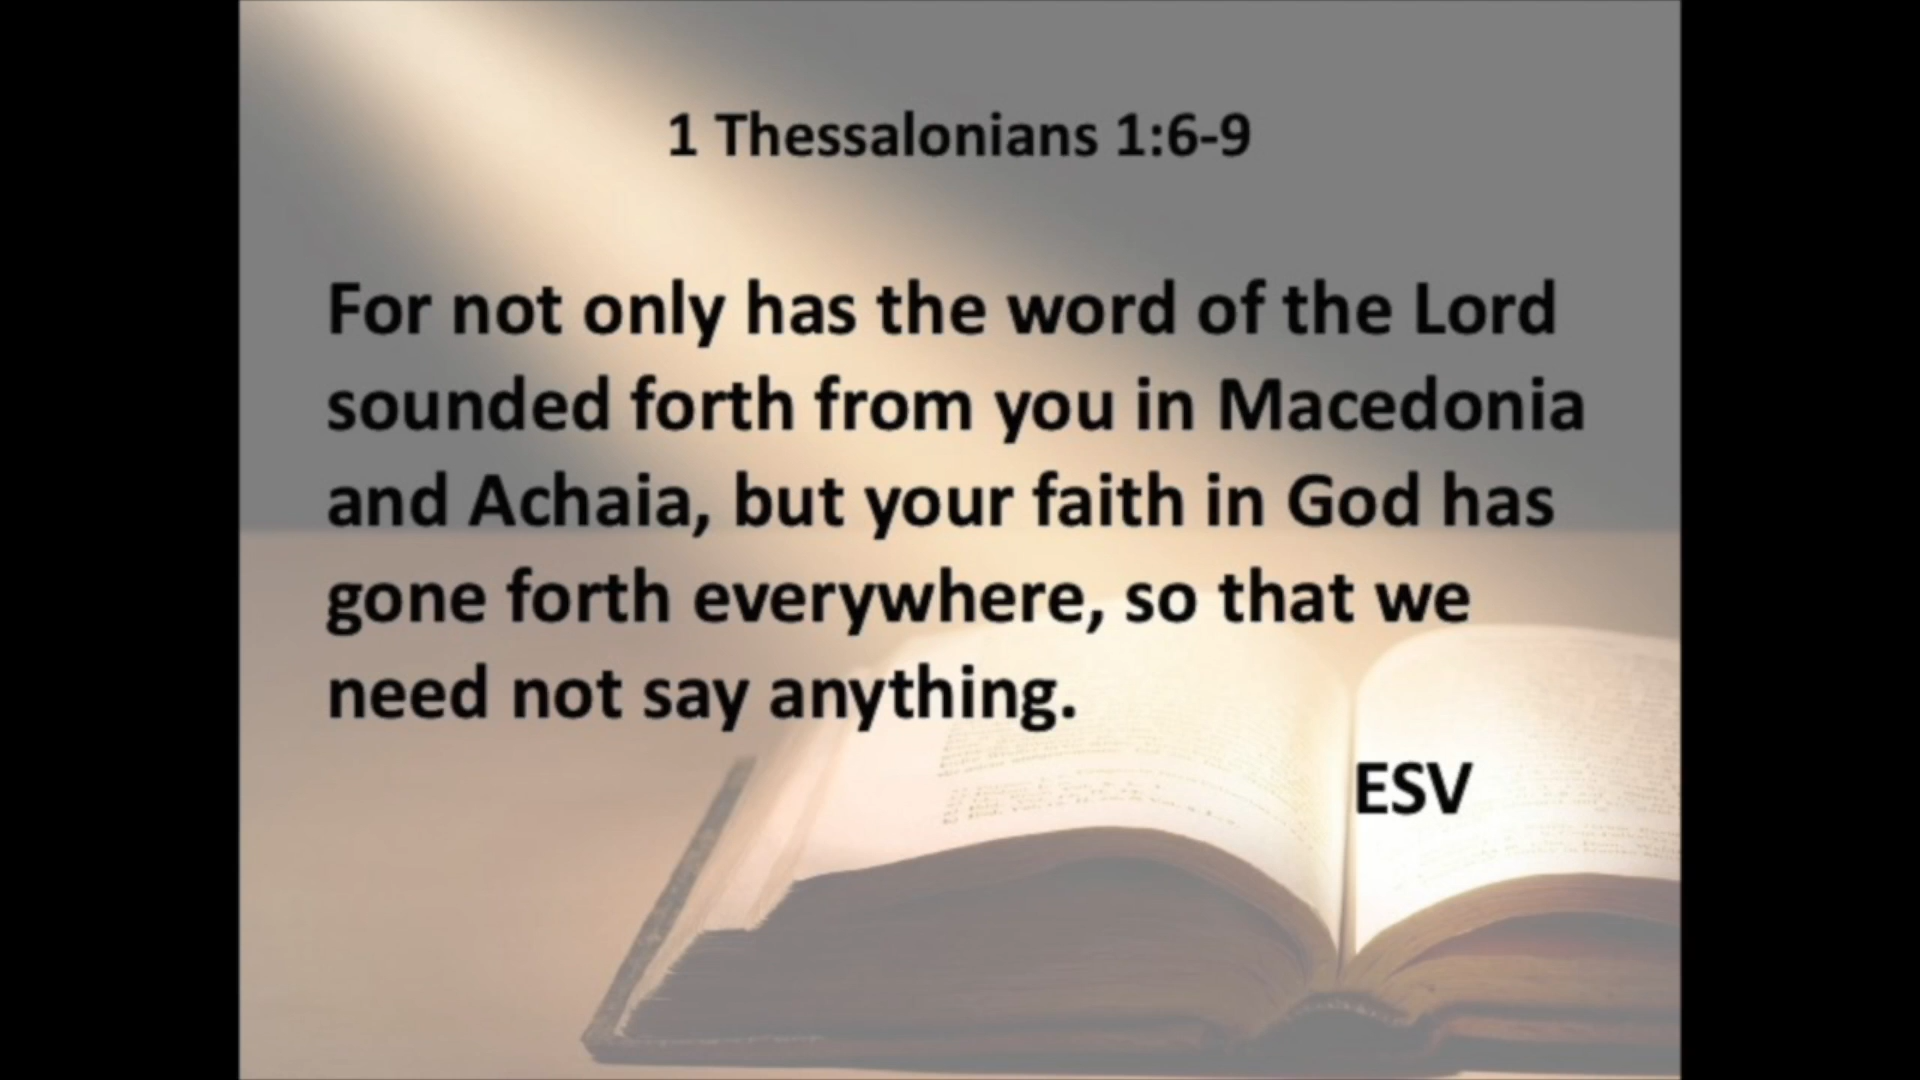 1 Thessalonians 1:6-9
For not only has the word of the Lord
sounded forth from you in Macedonia
and Achaia, but your faith in God has
gone forth everywhere, so that we
need not say anything.
ESV